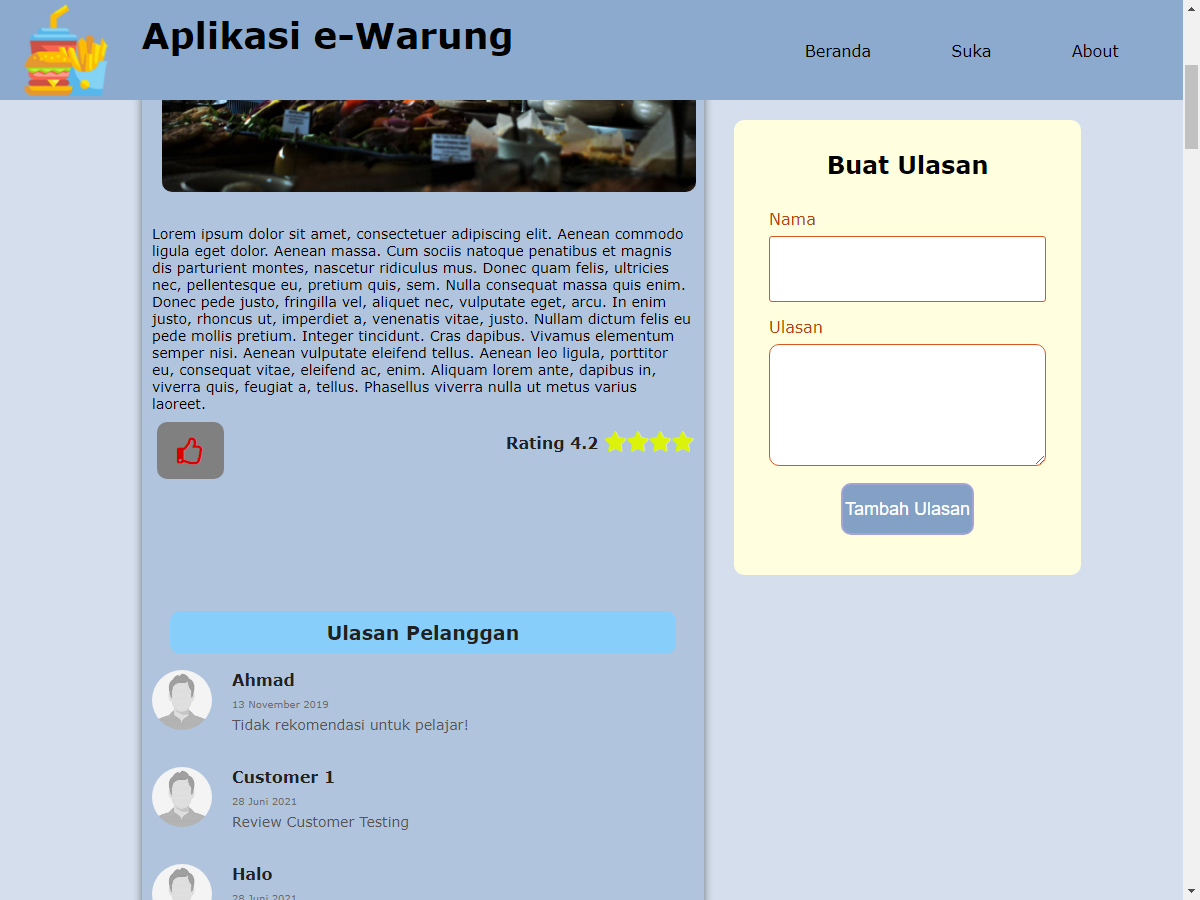 Aplikasi e-Warung
Beranda
Suka
About
Lorem ipsum dolor sit amet, consectetuer adipiscing elit. Aenean commodo
ligula eget dolor. Aenean massa. Cum sociis natoque penatibus et magnis
dis parturient montes, nascetur ridiculus mus. Donec quam felis, ultricies
nec, pellentesque eu, pretium quis, sem. Nulla consequat massa quis enim.
Donec pede justo, fringilla vel, aliquet nec, vulputate eget, arcu. In enim
justo, rhoncus ut, imperdiet a, venenatis vitae, justo. Nullam dictum felis eu
pede mollis pretium. Integer tincidunt. Cras dapibus. Vivamus elementum
semper nisi. Aenean vulputate eleifend tellus. Aenean leo ligula, porttitor
eu, consequat vitae, eleifend ac, enim. Aliquam lorem ante, dapibus in,
viverra quis, feugiat a, tellus. Phasellus viverra nulla ut metus varius
laoreet.
Rating 4.2
Ulasan Pelanggan
Ahmad
13 November 2019
Tidak rekomendasi untuk pelajar!
Customer 1
28 Juni 2021
Review Customer Testing
Halo
28 Juni 2021
Buat Ulasan
Nama
Ulasan
Tambah Ulasan